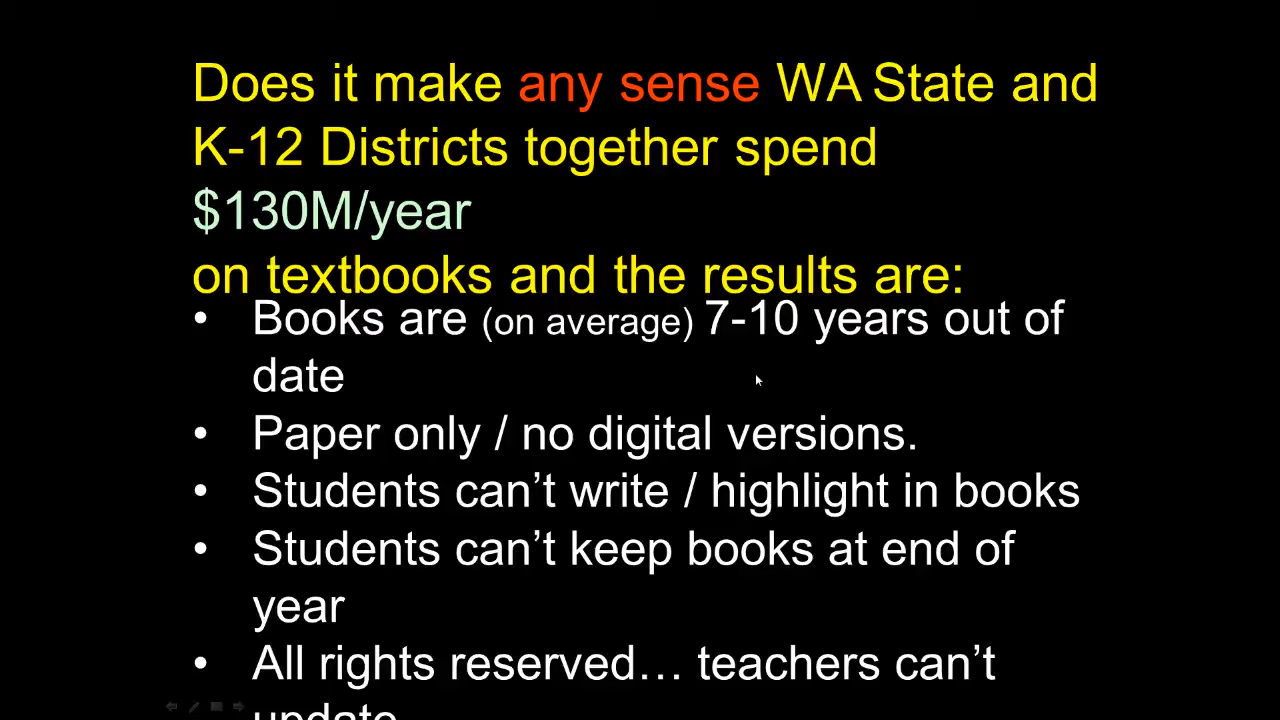 Does it make any sense WA State and
K-12 Districts together spend
$130M/year
on textbooks and the results are:
• Books are (on average) 7-10 years out of
date
• Paper only / no digital versions.
• Students can’t write / highlight in books
• Students can’t keep books at end of
year
• All rights reserved… teachers can’t
update